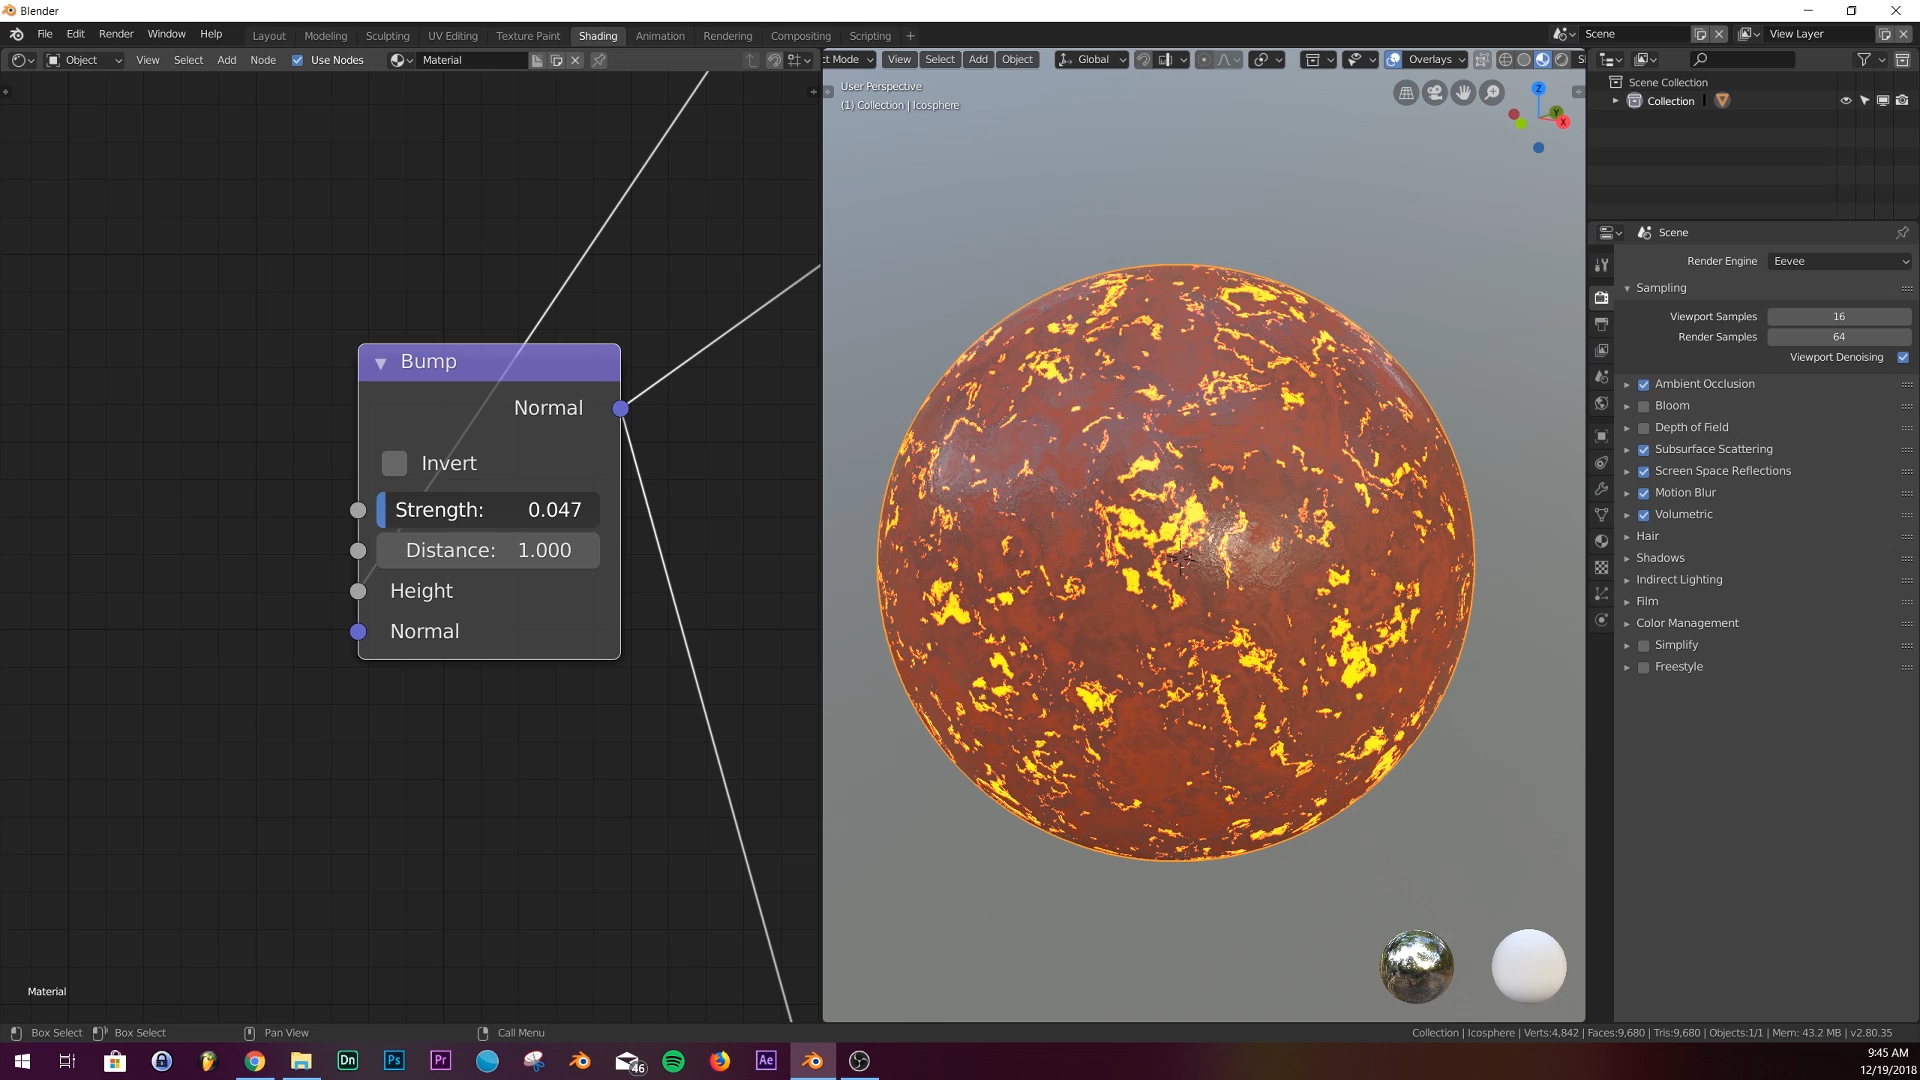 Blender
File Edit Render Window Help Layout Modeling Sculpting UV Editing Texture Paint Shading Animation Rendering Compositing Scripting + Scene View Layer
Object View Select Add Node Use Nodes Material
t Mode View Select Add Object Global Overlays S
User Perspective
(1) Collection | Icosphere
Z
Y
X
Scene Collection
Collection
Scene
Render Engine Eevee
Sampling
Viewport Samples 16
Render Samples 64
Viewport Denoising
Ambient Occlusion
Bloom
Depth of Field
Subsurface Scattering
Screen Space Reflections
Motion Blur
Volumetric
Hair
Shadows
Indirect Lighting
Film
Color Management
Simplify
Freestyle
Bump
Normal
Invert
Strength: 0.047
Distance: 1.000
Height
Normal
Material
Box Select Box Select Pan View Call Menu Collection | Icosphere | Verts:4,842 | Faces:9,680 | Tris:9,680 | Objects:1/1 | Mem: 43.2 MB | v2.80.35
Dn Ps Pr 46 Ae
9:45 AM
12/19/2018